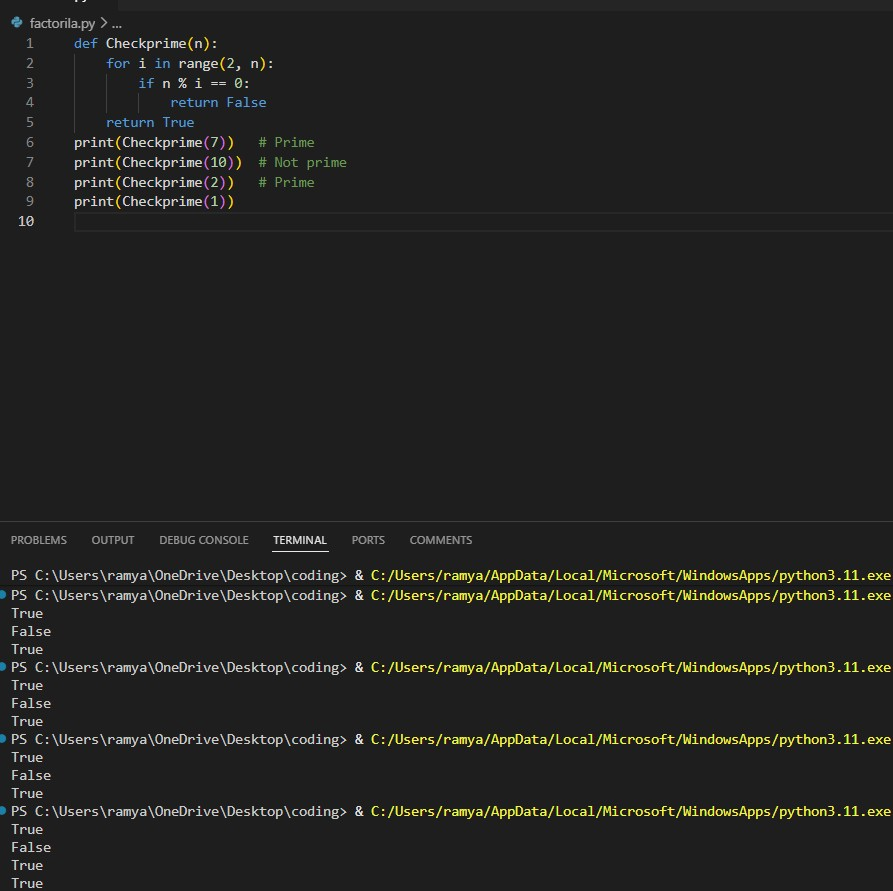 factorila.py > ...
1 def Checkprime(n):
2     for i in range(2, n):
3         if n % i == 0:
4             return False
5     return True
6 print(Checkprime(7))   # Prime
7 print(Checkprime(10))  # Not prime
8 print(Checkprime(2))   # Prime
9 print(Checkprime(1))
10
PROBLEMS OUTPUT DEBUG CONSOLE TERMINAL PORTS COMMENTS
PS C:\Users\ramya\OneDrive\Desktop\coding> & C:/Users/ramya/AppData/Local/Microsoft/WindowsApps/python3.11.exe
PS C:\Users\ramya\OneDrive\Desktop\coding> & C:/Users/ramya/AppData/Local/Microsoft/WindowsApps/python3.11.exe
True
False
True
PS C:\Users\ramya\OneDrive\Desktop\coding> & C:/Users/ramya/AppData/Local/Microsoft/WindowsApps/python3.11.exe
True
False
True
PS C:\Users\ramya\OneDrive\Desktop\coding> & C:/Users/ramya/AppData/Local/Microsoft/WindowsApps/python3.11.exe
True
False
True
PS C:\Users\ramya\OneDrive\Desktop\coding> & C:/Users/ramya/AppData/Local/Microsoft/WindowsApps/python3.11.exe
True
False
True
True